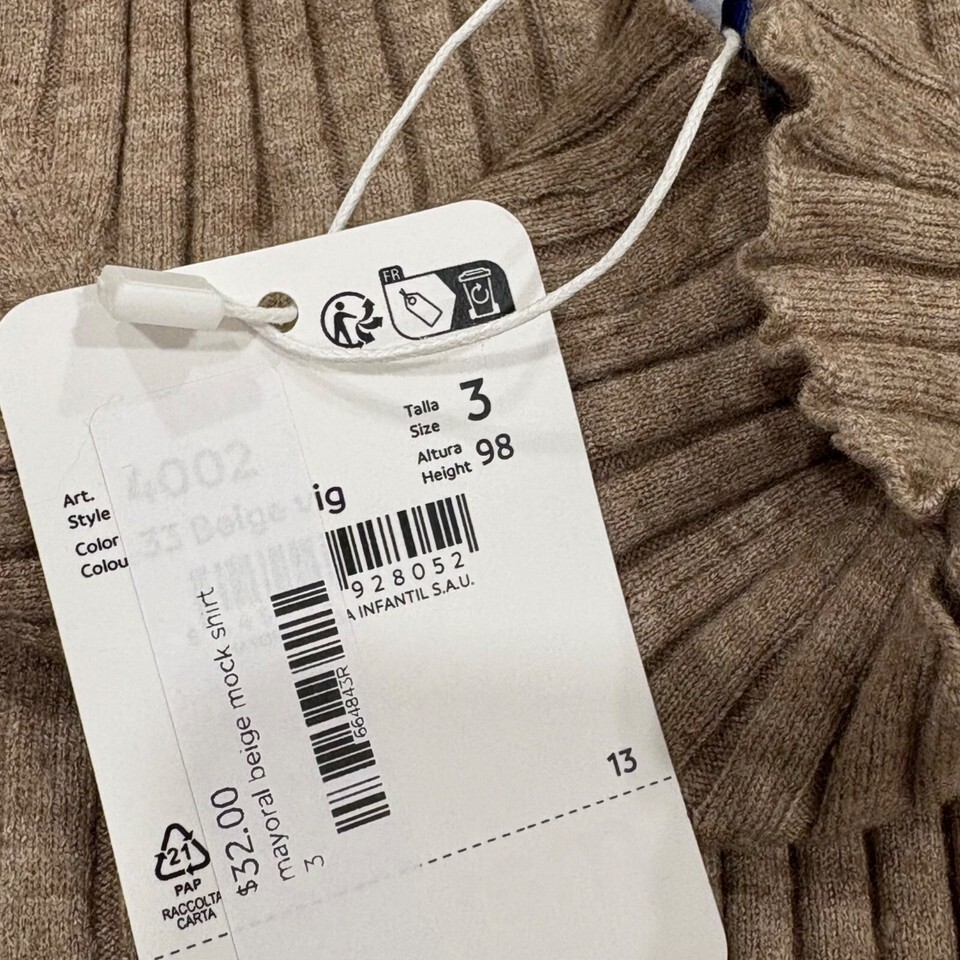 FR
Talla
Size
3
Altura
Height
98
Art.
Style
4002
Color
Colou
33 Beige
ig
928052
A INFANTIL S.A.U.
664843R
$32.00
mayoral beige mock shirt
3
13
21
PAP
RACCOLTA
CARTA